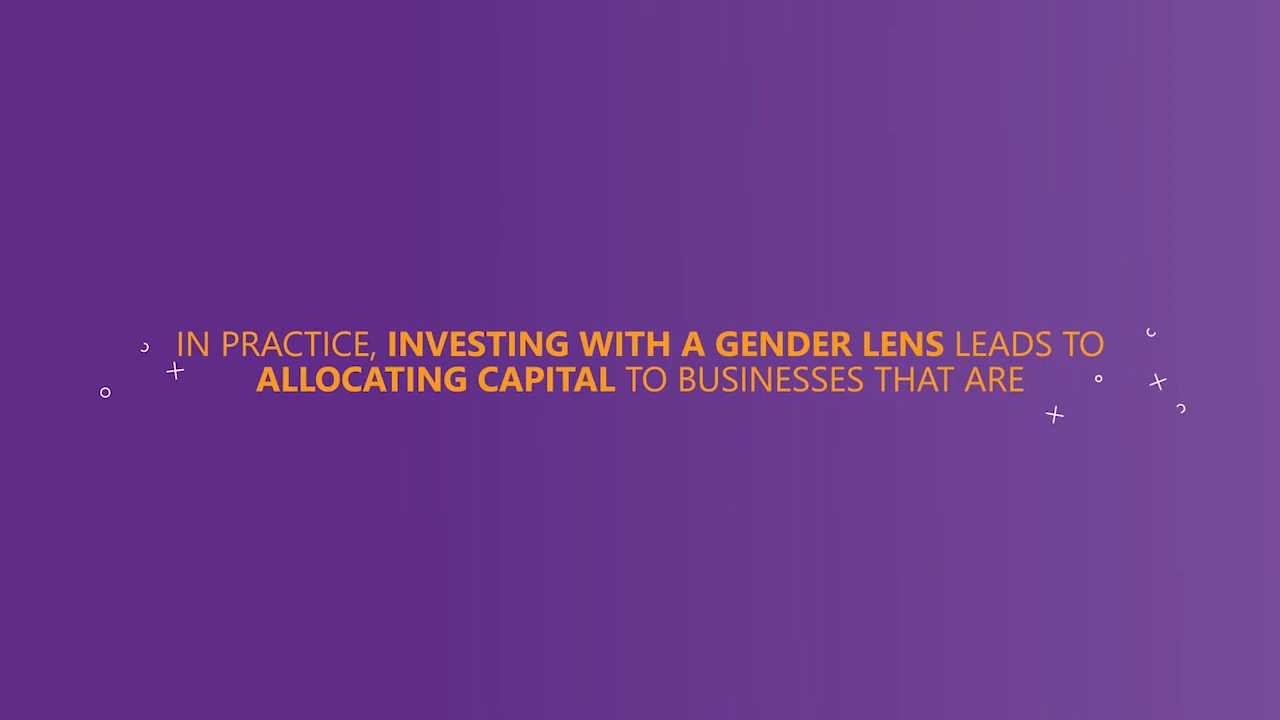 IN PRACTICE, INVESTING WITH A GENDER LENS LEADS TO
ALLOCATING CAPITAL TO BUSINESSES THAT ARE